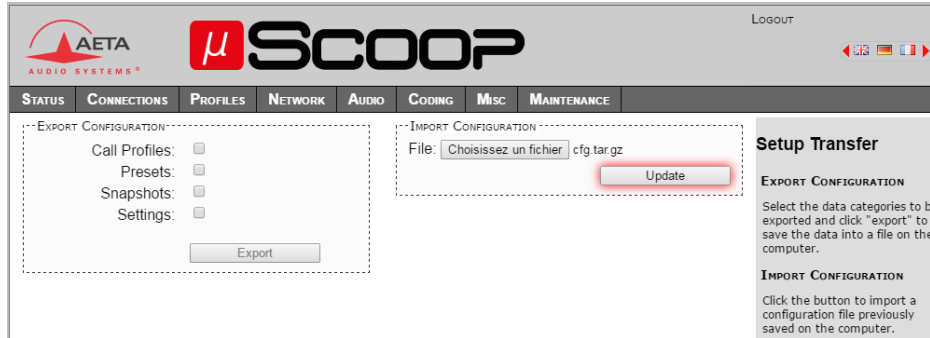 LOGOUT
AETA
AUDIO SYSTEMS®
µScoop
STATUS CONNECTIONS PROFILES NETWORK AUDIO CODING MISC MAINTENANCE
EXPORT CONFIGURATION
Call Profiles:
Presets:
Snapshots:
Settings:
Export
IMPORT CONFIGURATION
File: Choisissez un fichier cfg.tar.gz
Update
Setup Transfer
EXPORT CONFIGURATION
Select the data categories to b
exported and click "export" to
save the data into a file on the
computer.
IMPORT CONFIGURATION
Click the button to import a
configuration file previously
saved on the computer.